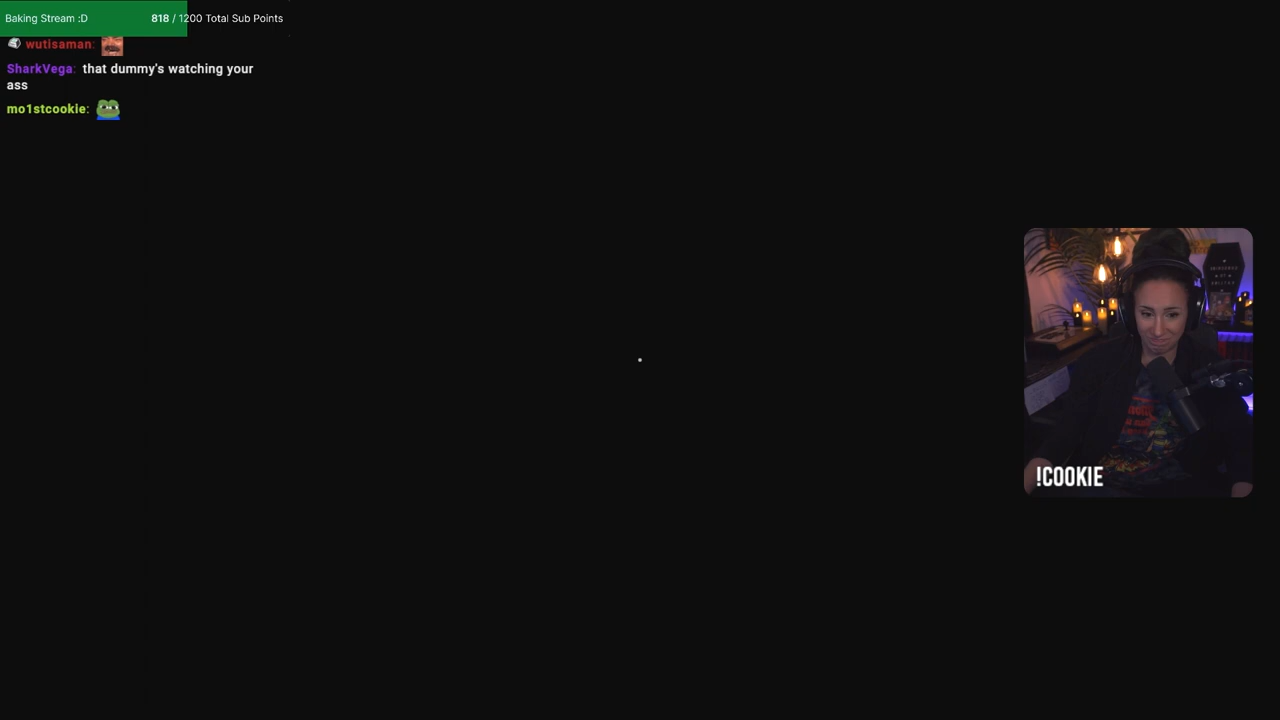 Baking Stream :D 818 / 1200 Total Sub Points
wutisaman:
SharkVega: that dummy's watching your
ass
mo1stcookie:
!COOKIE